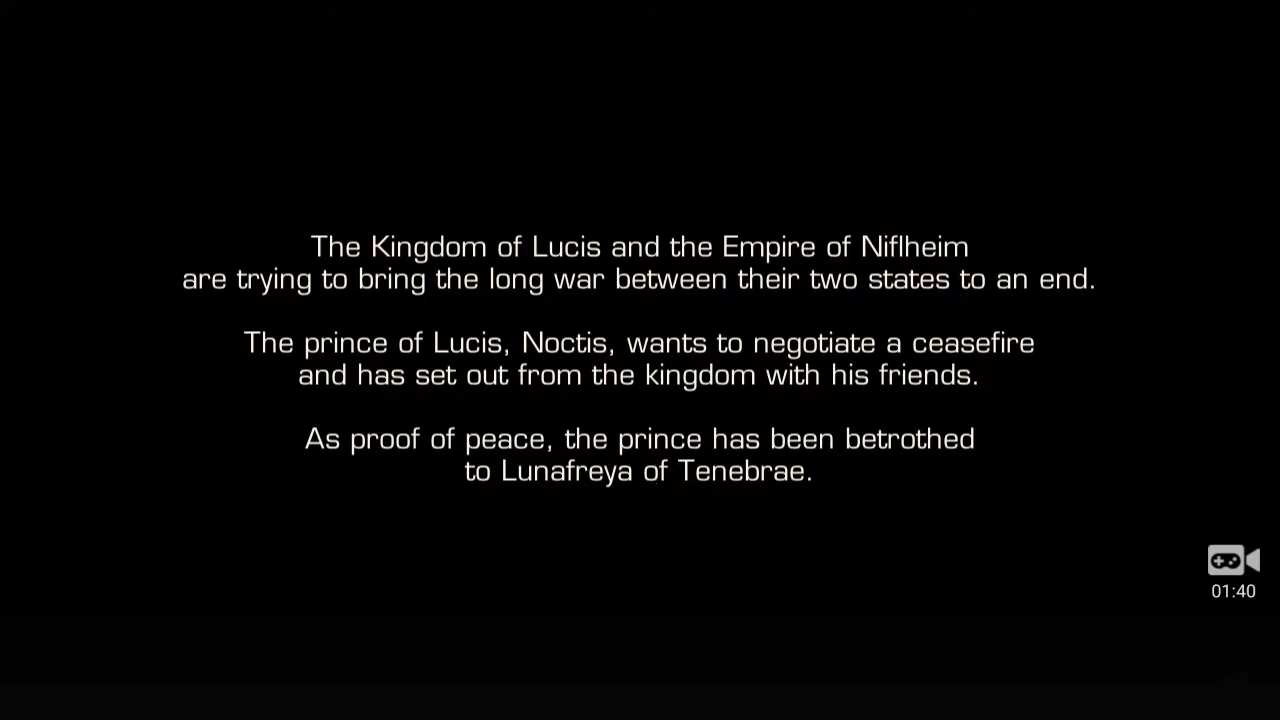 The Kingdom of Lucis and the Empire of Niflheim
are trying to bring the long war between their two states to an end.
The prince of Lucis, Noctis, wants to negotiate a ceasefire
and has set out from the kingdom with his friends.
As proof of peace, the prince has been betrothed
to Lunafreya of Tenebrae.
01:40